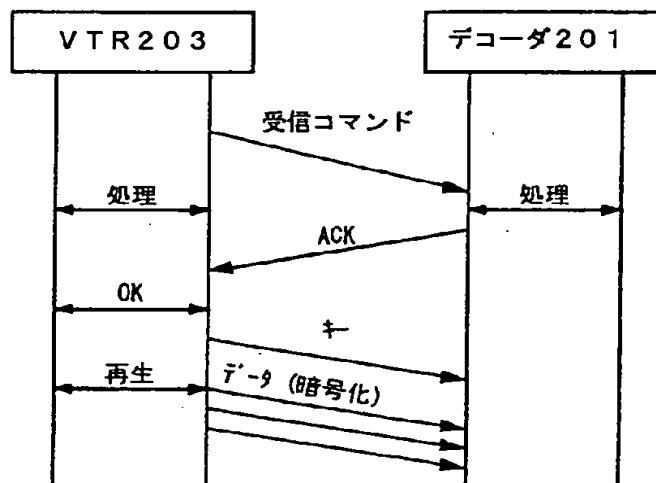 VTR203
デコーダ201
受信コマンド
処理
処理
ACK
OK
キー
再生
データ(暗号化)